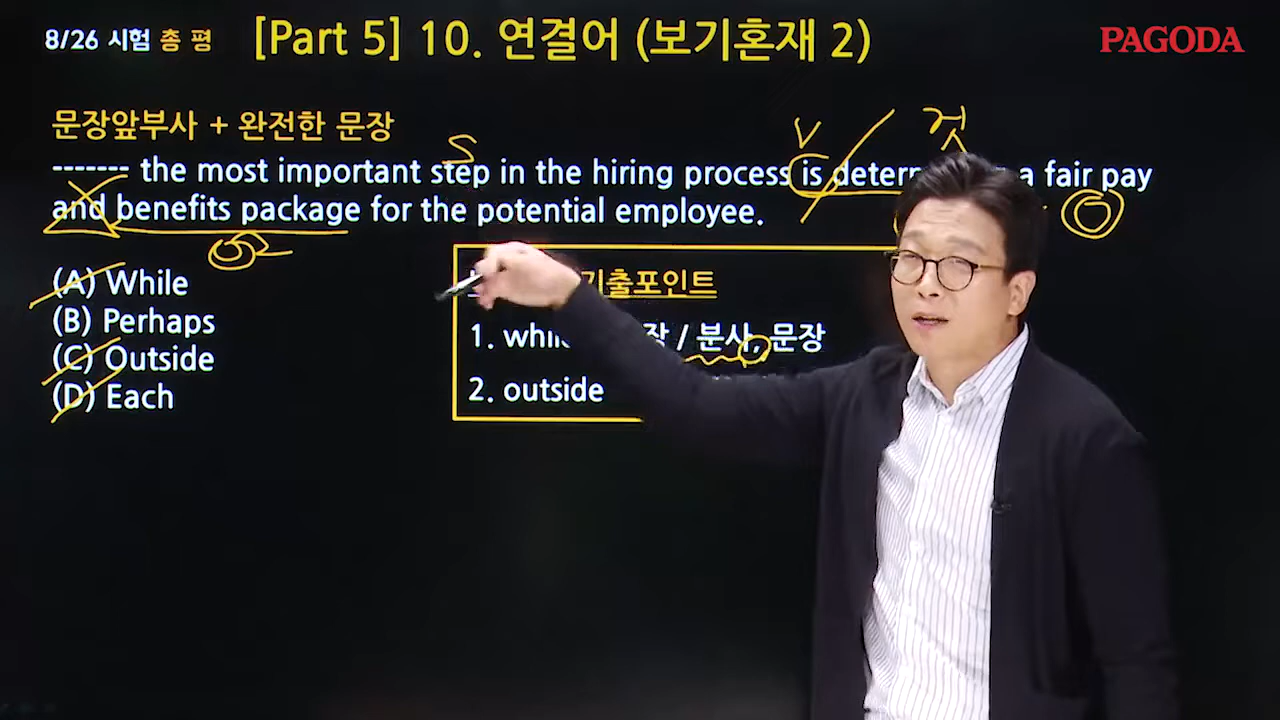 8/26 시험 총 평 [Part 5] 10. 연결어 (보기혼재 2)
PAGODA
문장앞부사 + 완전한 문장
S V 것
------- the most important step in the hiring process is a fair pay
and benefits package for the potential employee.
(A) While
(B) Perhaps
(C) Outside
(D) Each
기출포인트
1. / 분사, 문장
2. outside